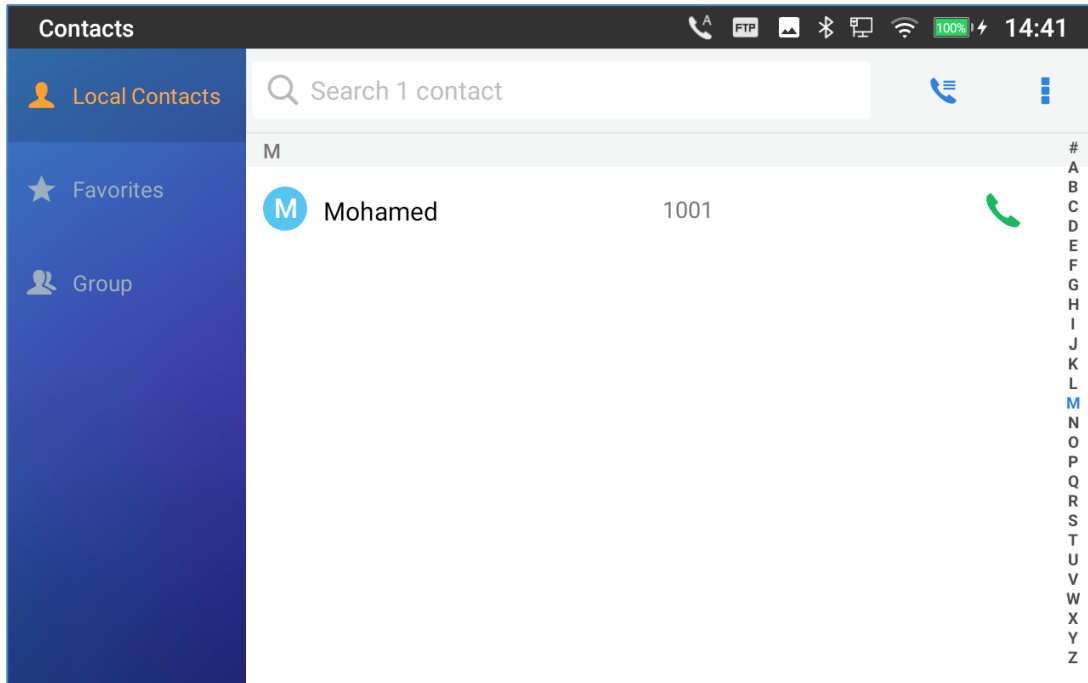 Contacts
A
FTP
100%
14:41
Local Contacts
Favorites
Group
Search 1 contact
M
M
Mohamed
1001
#
A
B
C
D
E
F
G
H
I
J
K
L
M
N
O
P
Q
R
S
T
U
V
W
X
Y
Z